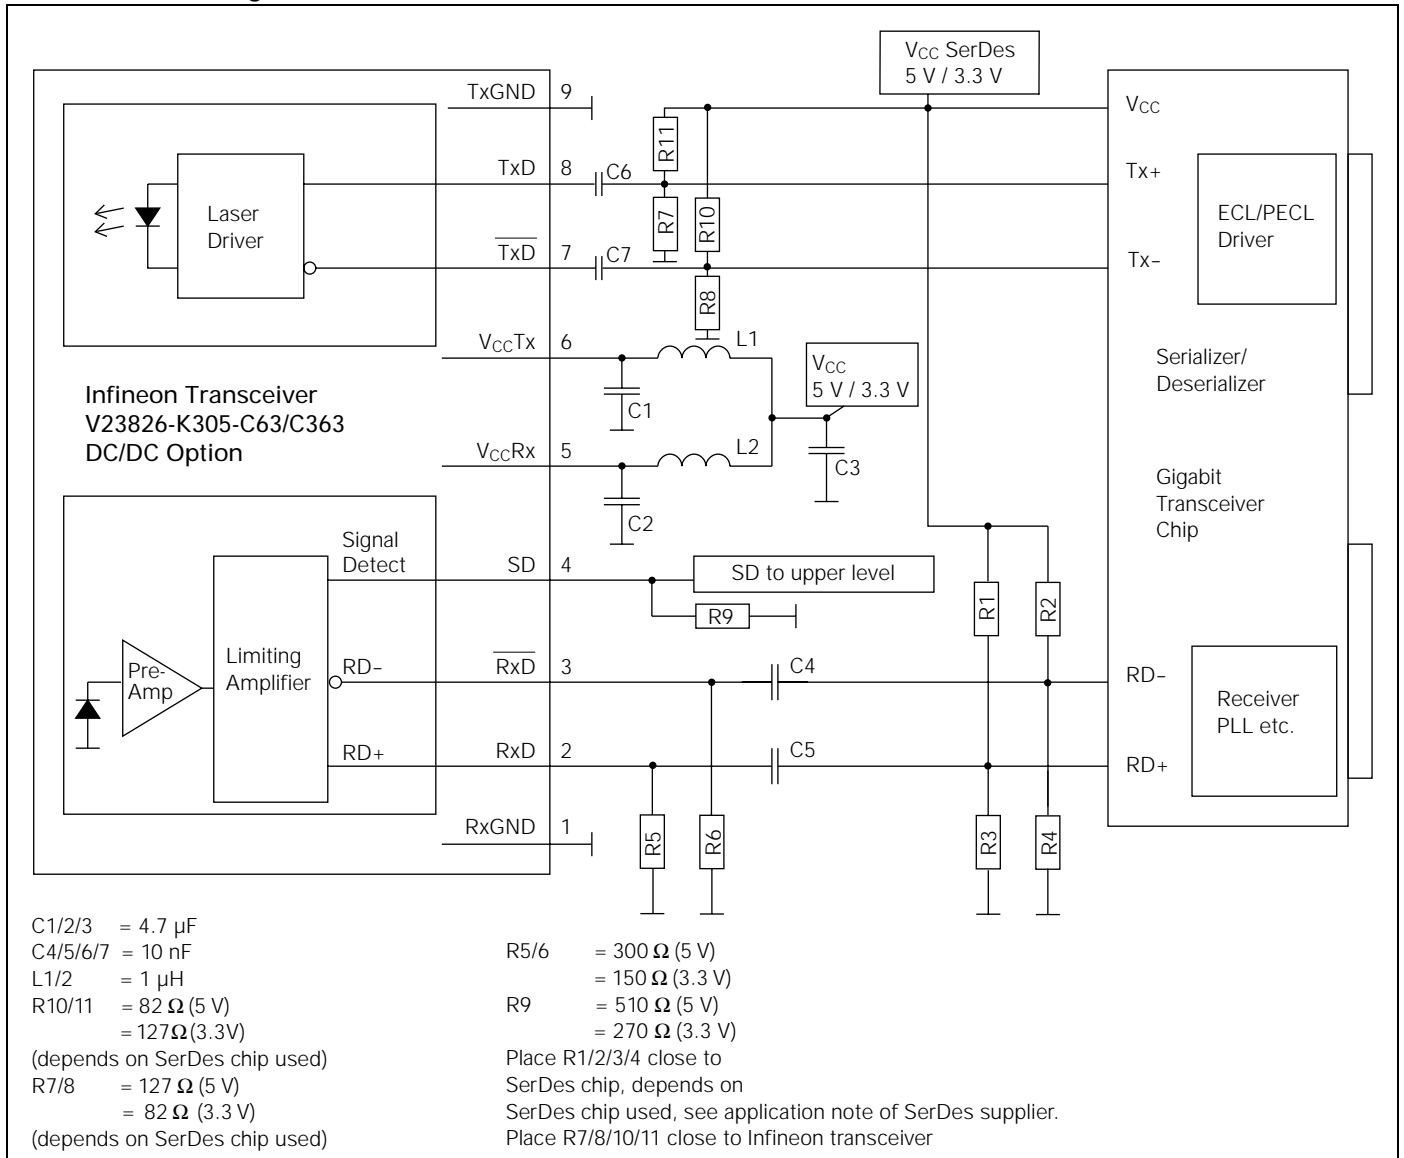 V_CC SerDes
5 V / 3.3 V
TxGND 9
V_CC
R11
TxD 8 C6
Tx+
Laser
Driver
R7
R10
ECL/PECL
Driver
TxD 7 C7
Tx–
R8
V_CCTx 6 L1
V_CC
5 V / 3.3 V
Serializer/
Deserializer
Infineon Transceiver
V23826-K305-C63/C363
DC/DC Option
C1
V_CCRx 5 L2
C3
Gigabit
Transceiver
Chip
C2
Signal
Detect
SD 4
SD to upper level
R9
R1
R2
Pre-
Amp
Limiting
Amplifier
RD–
RxD 3
C4
RD–
Receiver
PLL etc.
RD+
RxD 2
C5
RD+
RxGND 1
R5
R6
R3
R4
C1/2/3 = 4.7 µF
C4/5/6/7 = 10 nF
L1/2 = 1 µH
R10/11 = 82 Ω (5 V)
= 127Ω (3.3V)
(depends on SerDes chip used)
R7/8 = 127 Ω (5 V)
= 82 Ω (3.3 V)
(depends on SerDes chip used)
R5/6 = 300 Ω (5 V)
= 150 Ω (3.3 V)
R9 = 510 Ω (5 V)
= 270 Ω (3.3 V)
Place R1/2/3/4 close to
SerDes chip, depends on
SerDes chip used, see application note of SerDes supplier.
Place R7/8/10/11 close to Infineon transceiver